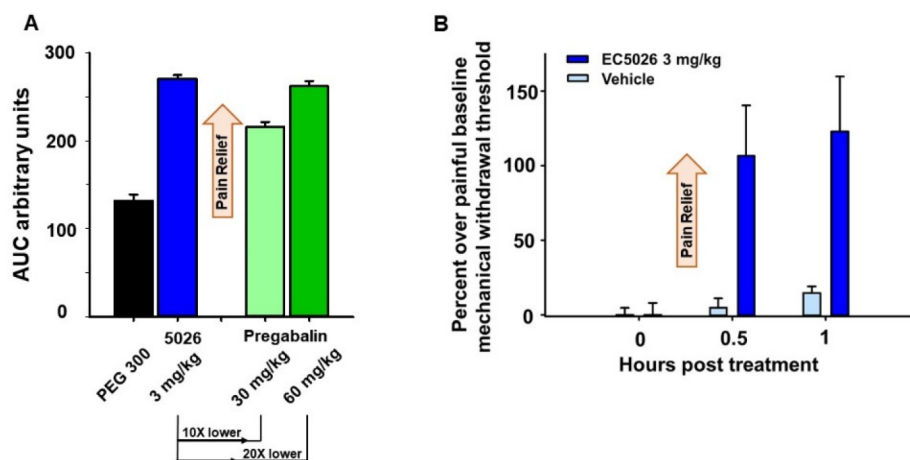 A
AUC arbitrary units
300
200
100
0
Pain Relief
PEG 300
5026
3 mg/kg
Pregabalin
30 mg/kg
60 mg/kg
10X lower
20X lower
B
Percent over painful baseline
mechanical withdrawal threshold
150
100
50
0
EC5026 3 mg/kg
Vehicle
Pain Relief
0
0.5
1
Hours post treatment